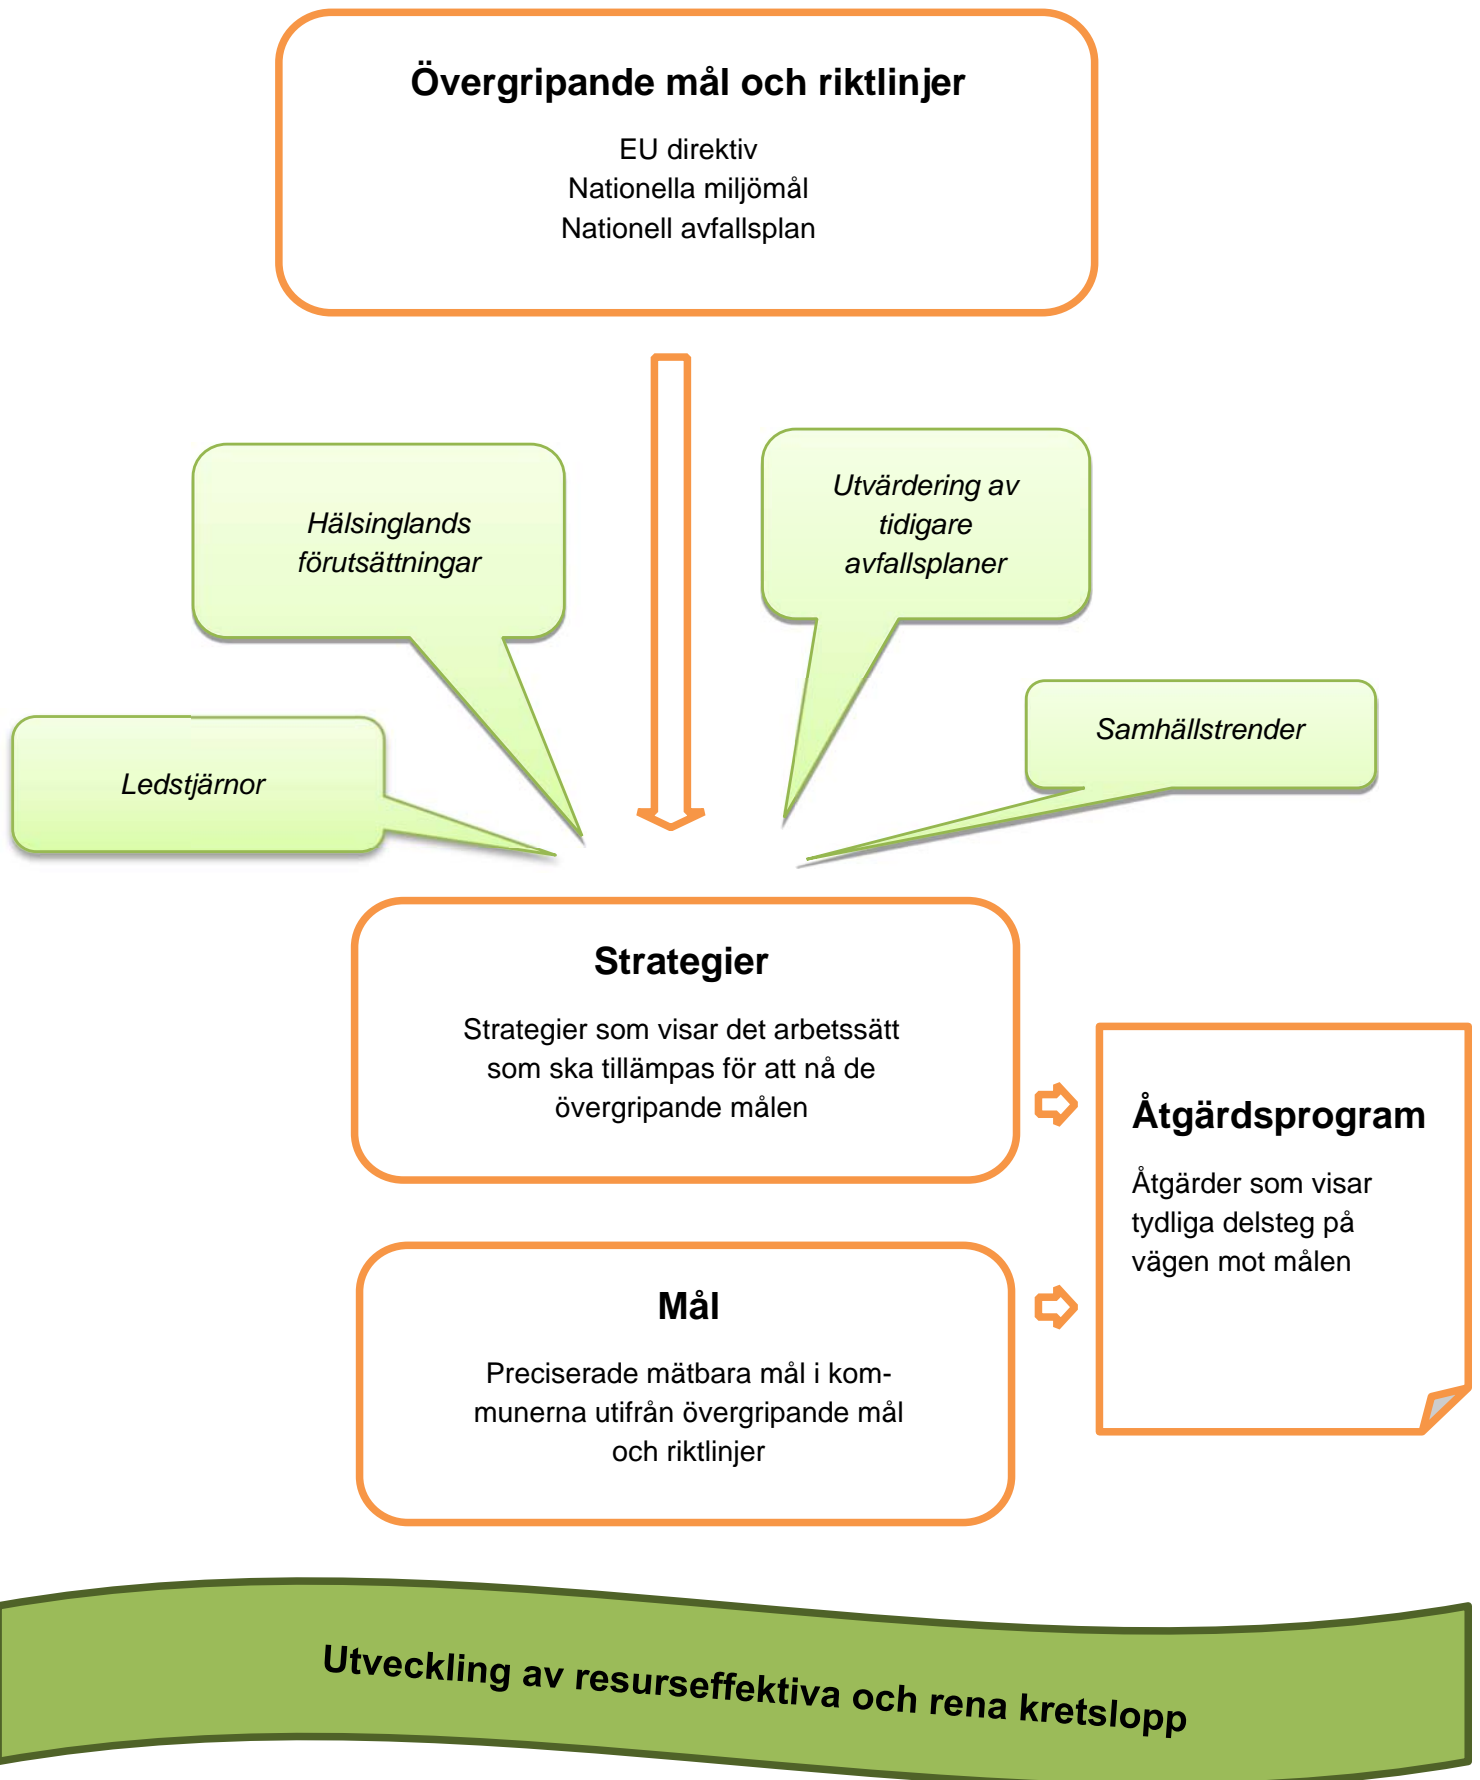 Övergripande mål och riktlinjer
EU direktiv
Nationella miljömål
Nationell avfallsplan
Hälsinglands
förutsättningar
Utvärdering av
tidigare
avfallsplaner
Ledstjärnor
Samhällstrender
Strategier
Strategier som visar det arbetssätt
som ska tillämpas för att nå de
övergripande målen
Åtgärdsprogram
Åtgärder som visar
tydliga delsteg på
vägen mot målen
Mål
Preciserade mätbara mål i kom-
munerna utifrån övergripande mål
och riktlinjer
Utveckling av resurseffektiva och rena kretslopp